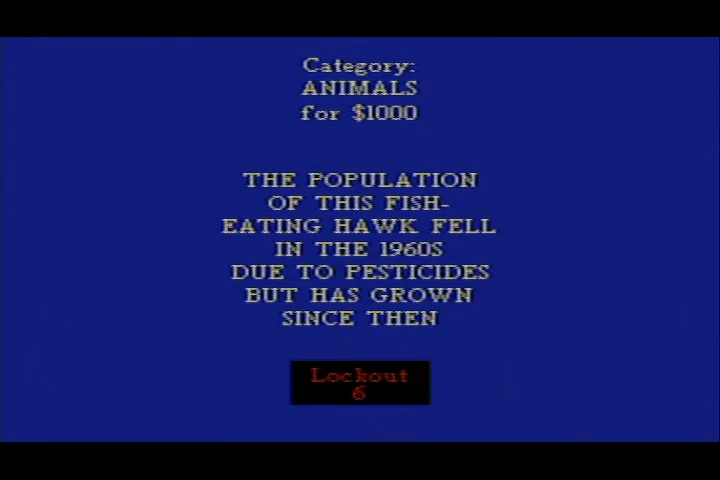 Category:
ANIMALS
for $1000
THE POPULATION
OF THIS FISH-
EATING HAWK FELL
IN THE 1960S
DUE TO PESTICIDES
BUT HAS GROWN
SINCE THEN
Lockout
6